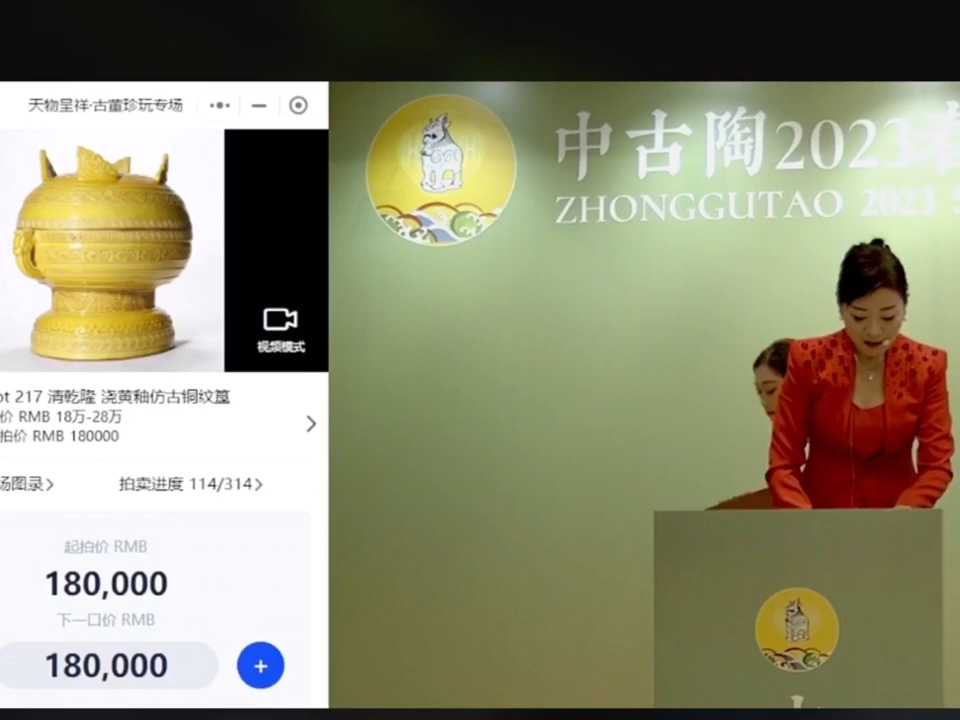 天物呈祥·古董珍玩专场
视频模式
ot 217 清乾隆 浇黄釉仿古铜纹簋
价 RMB 18万-28万
拍价 RMB 180000
场图录
拍卖进度 114/314
起拍价 RMB
180,000
下一口价 RMB
180,000
中古陶2023春
ZHONGGUTAO 2023 S